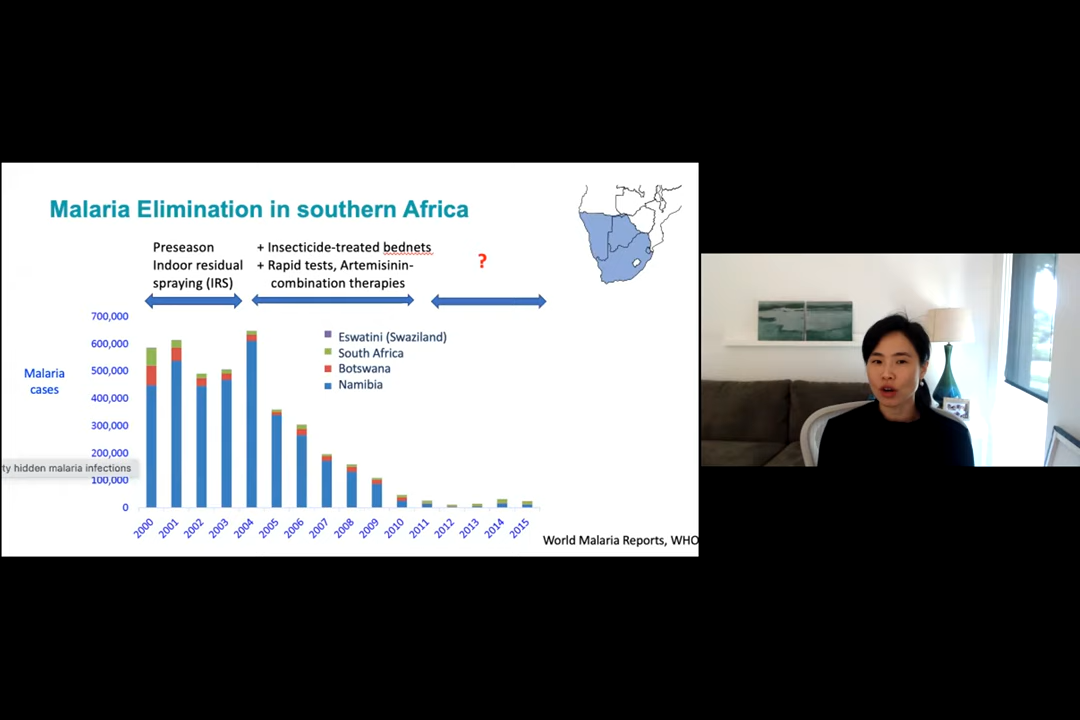 Malaria Elimination in southern Africa
Preseason
Indoor residual
spraying (IRS)
+ Insecticide-treated bednets
+ Rapid tests, Artemisinin-
combination therapies
?
700,000
600,000
500,000
400,000
300,000
200,000
100,000
0
Malaria
cases
Eswatini (Swaziland)
South Africa
Botswana
Namibia
ty hidden malaria infections
2000
2001
2002
2003
2004
2005
2006
2007
2008
2009
2010
2011
2012
2013
2014
2015
World Malaria Reports, WHO